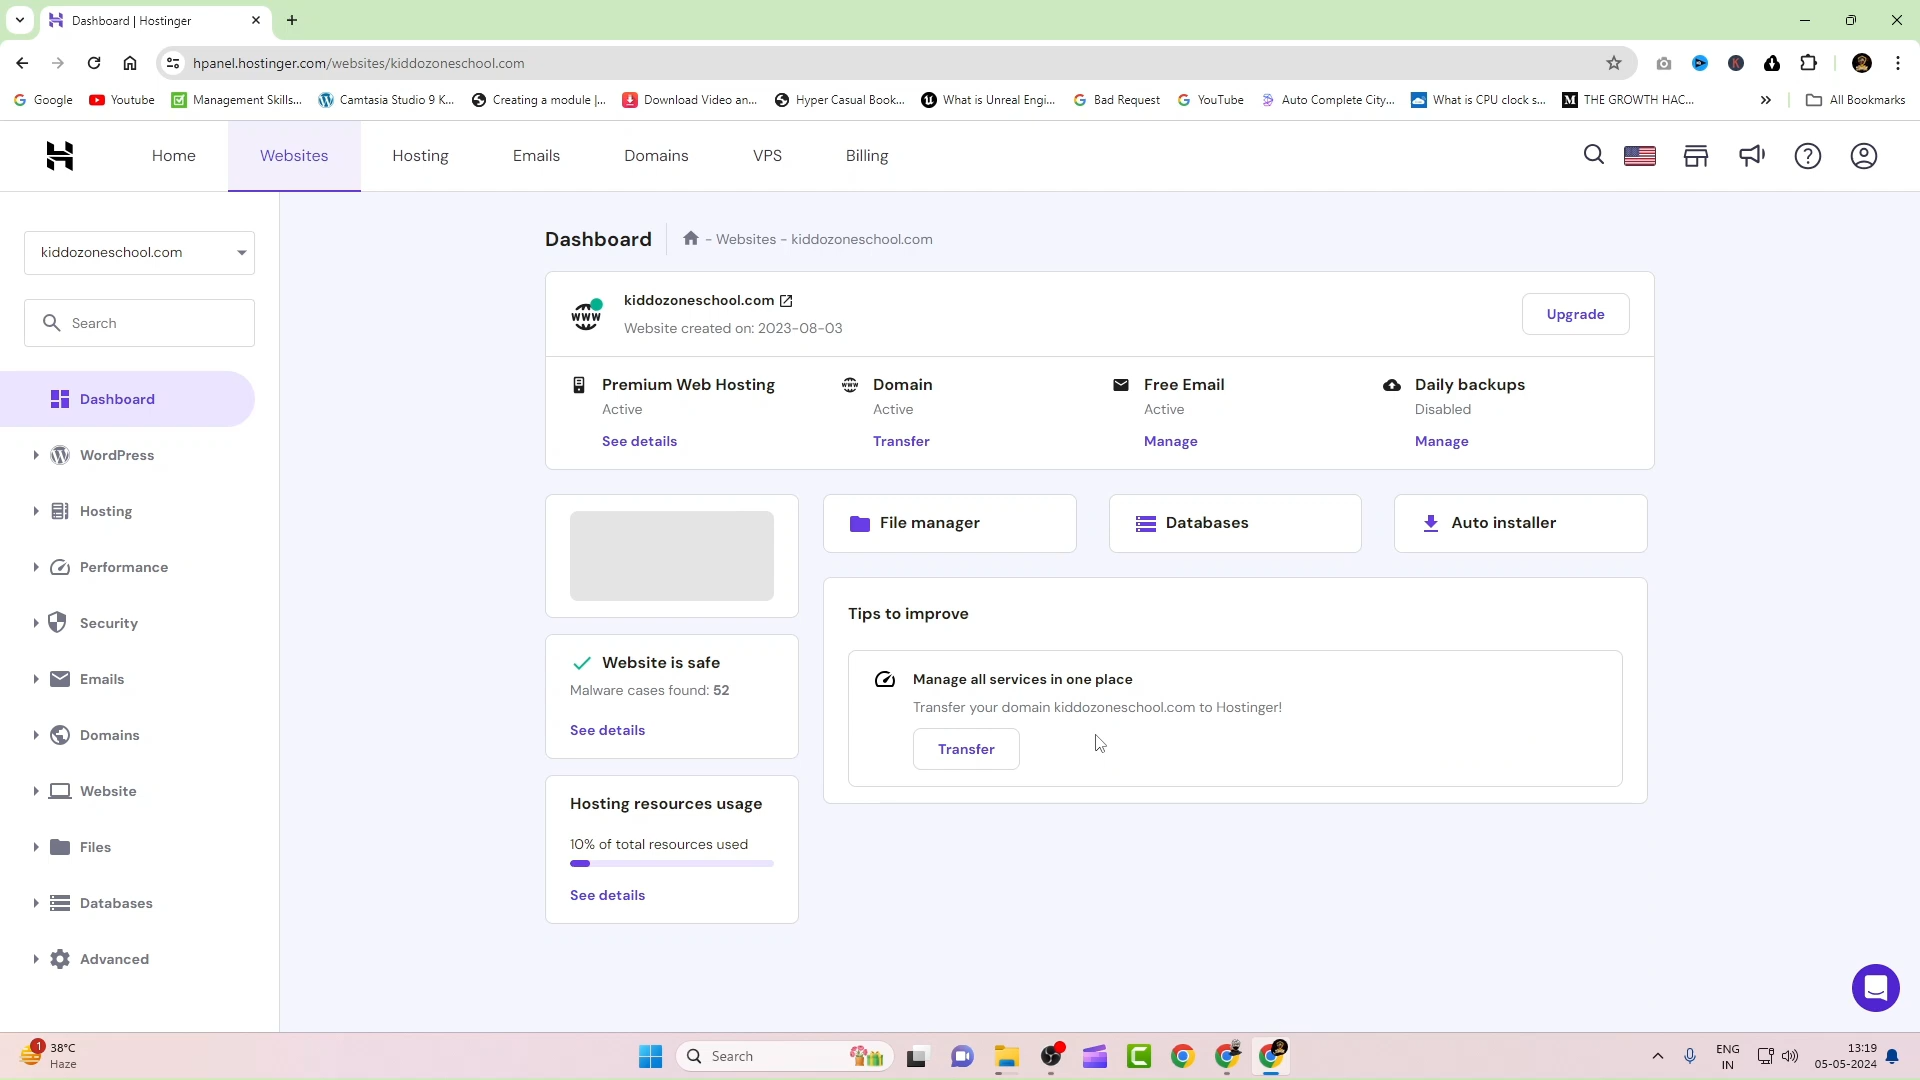 Dashboard | Hostinger
hpanel.hostinger.com/websites/kiddozoneschool.com
Google
Youtube
Management Skills...
Camtasia Studio 9 K...
Creating a module |...
Download Video an...
Hyper Casual Book...
What is Unreal Engi...
Bad Request
YouTube
Auto Complete City...
What is CPU clock s...
THE GROWTH HAC...
All Bookmarks
Home
Websites
Hosting
Emails
Domains
VPS
Billing
kiddozoneschool.com
Search
Dashboard
WordPress
Hosting
Performance
Security
Emails
Domains
Website
Files
Databases
Advanced
Dashboard
- Websites - kiddozoneschool.com
kiddozoneschool.com
Website created on: 2023-08-03
Upgrade
Premium Web Hosting
Active
See details
Domain
Active
Transfer
Free Email
Active
Manage
Daily backups
Disabled
Manage
File manager
Databases
Auto installer
Website is safe
Malware cases found: 52
See details
Hosting resources usage
10% of total resources used
See details
Tips to improve
Manage all services in one place
Transfer your domain kiddozoneschool.com to Hostinger!
Transfer
1
38°C
Haze
Search
ENG
IN
13:19
05-05-2024